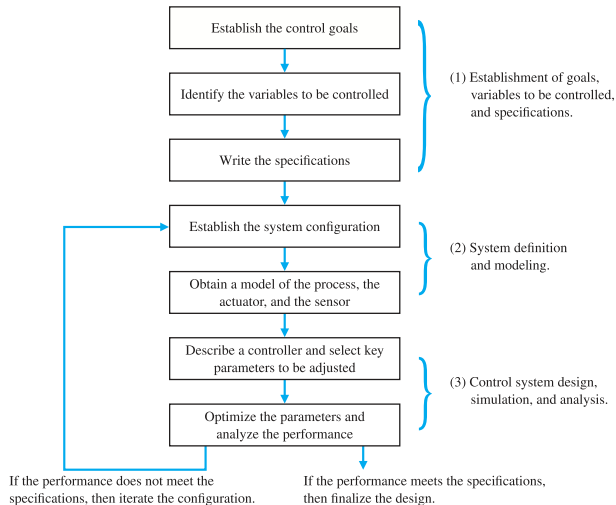 Establish the control goals
(1) Establishment of goals,
variables to be controlled,
and specifications.
Identify the variables to be controlled
Write the specifications
Establish the system configuration
(2) System definition
and modeling.
Obtain a model of the process, the
actuator, and the sensor
Describe a controller and select key
parameters to be adjusted
(3) Control system design,
simulation, and analysis.
Optimize the parameters and
analyze the performance
If the performance does not meet the
specifications, then iterate the configuration.
If the performance meets the specifications,
then finalize the design.